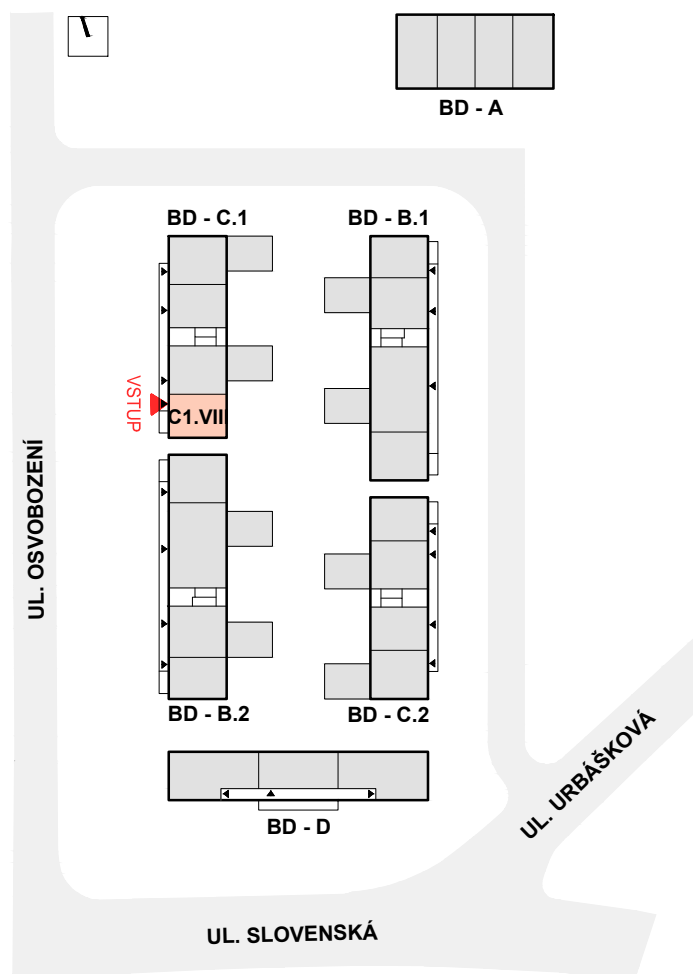 BD - A
BD - C.1
BD - B.1
VSTUP
C1.VIII
UL. OSVOBOZENÍ
BD - B.2
BD - C.2
UL. URBÁŠKOVÁ
BD - D
UL. SLOVENSKÁ